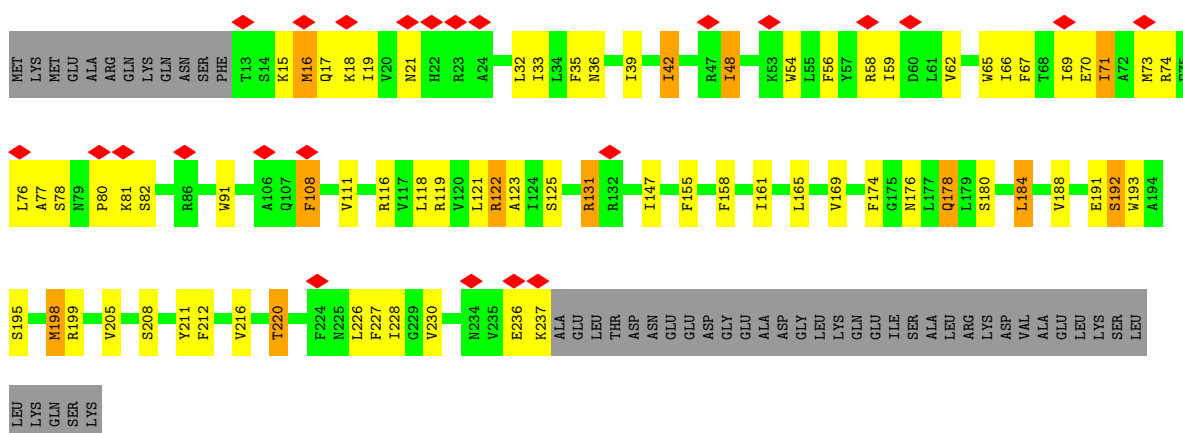 MET LYS MET GLU ALA ARG GLN LYS GLN ASN SER PHE T13 S14 K15 M16 Q17 K18 I19 V20 N21 H22 R23 A24 L32 I33 L34 F35 N36 I39 I42 R47 I48 K53 W54 L55 F56 Y57 R58 I59 D60 L61 V62 W65 I66 F67 T68 I69 E70 I71 A72 M73 R74
L76 A77 S78 N79 P80 K81 S82 R86 W91 A106 Q107 F108 V111 R116 V117 L118 R119 V120 L121 R122 A123 I124 S125 R131 R132 I147 F155 F158 I161 L165 V169 F174 G175 N176 L177 Q178 L179 S180 L184 V188 E191 S192 W193 A194
S195 M198 R199 V205 S208 Y211 F212 V216 T220 F224 N225 L226 F227 I228 G229 V230 N234 V235 E236 K237 ALA GLU LEU THR ASP ASN GLU GLU ASP GLY GLU ALA ASP GLY LEU LYS GLN GLU ILE SER ALA LEU ARG LYS ASP VAL ALA GLU LEU LYS SER LEU
LEU LYS GLN SER LYS